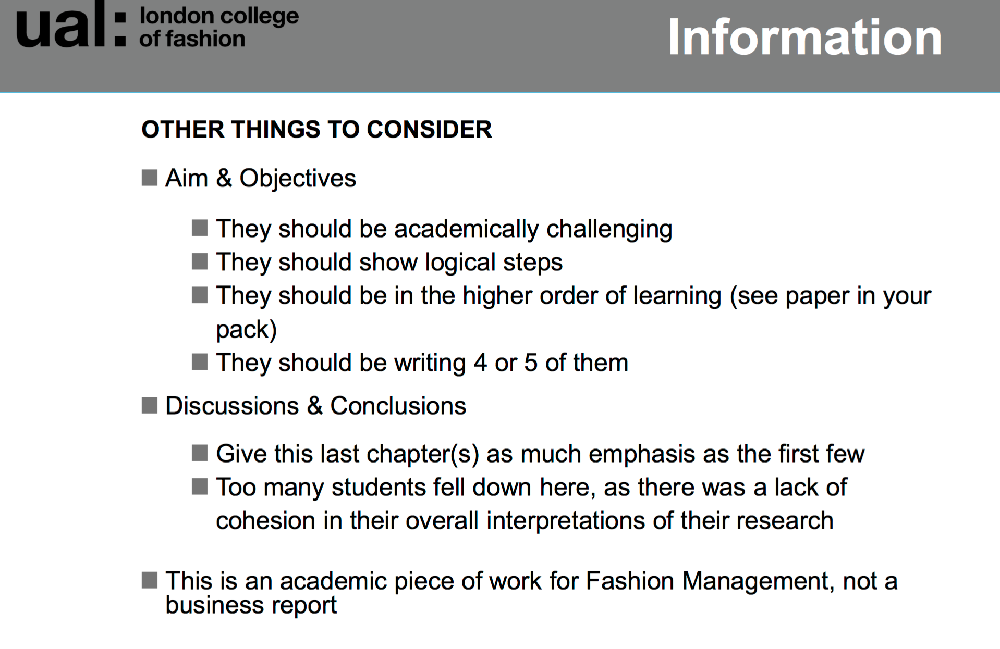 ual: london college
of fashion
Information
OTHER THINGS TO CONSIDER
Aim & Objectives
They should be academically challenging
They should show logical steps
They should be in the higher order of learning (see paper in your
pack)
They should be writing 4 or 5 of them
Discussions & Conclusions
Give this last chapter(s) as much emphasis as the first few
Too many students fell down here, as there was a lack of
cohesion in their overall interpretations of their research
This is an academic piece of work for Fashion Management, not a
business report